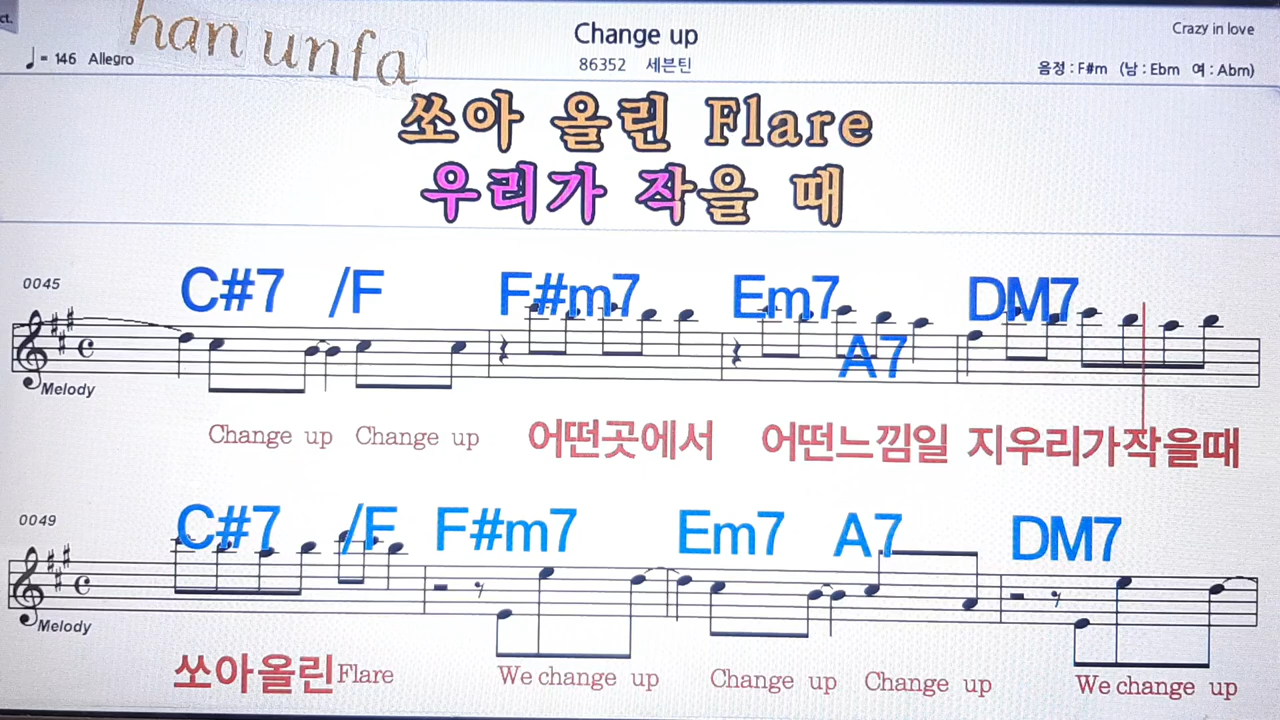 ct.
han unfa
Change up
Crazy in love
♩= 146 Allegro
86352 세븐틴
음정 : F#m (남 : Ebm 여 : Abm)
쏘아 올린 Flare
우리가 작을 때
0045
C#7 /F F#m7 Em7 A7 DM7
Melody
Change up Change up 어떤곳에서 어떤느낌일 지우리가작을때
0049
C#7 /F F#m7 Em7 A7 DM7
Melody
쏘아올린Flare We change up Change up Change up We change up